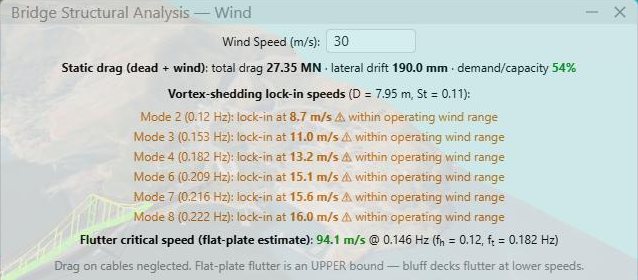 Bridge Structural Analysis — Wind
Wind Speed (m/s): 30
Static drag (dead + wind): total drag 27.35 MN · lateral drift 190.0 mm · demand/capacity 54%
Vortex-shedding lock-in speeds (D = 7.95 m, St = 0.11):
Mode 2 (0.12 Hz): lock-in at 8.7 m/s ⚠ within operating wind range
Mode 3 (0.153 Hz): lock-in at 11.0 m/s ⚠ within operating wind range
Mode 4 (0.182 Hz): lock-in at 13.2 m/s ⚠ within operating wind range
Mode 6 (0.209 Hz): lock-in at 15.1 m/s ⚠ within operating wind range
Mode 7 (0.216 Hz): lock-in at 15.6 m/s ⚠ within operating wind range
Mode 8 (0.222 Hz): lock-in at 16.0 m/s ⚠ within operating wind range
Flutter critical speed (flat-plate estimate): 94.1 m/s @ 0.146 Hz (fₕ = 0.12, fₜ = 0.182 Hz)
Drag on cables neglected. Flat-plate flutter is an UPPER bound — bluff decks flutter at lower speeds.